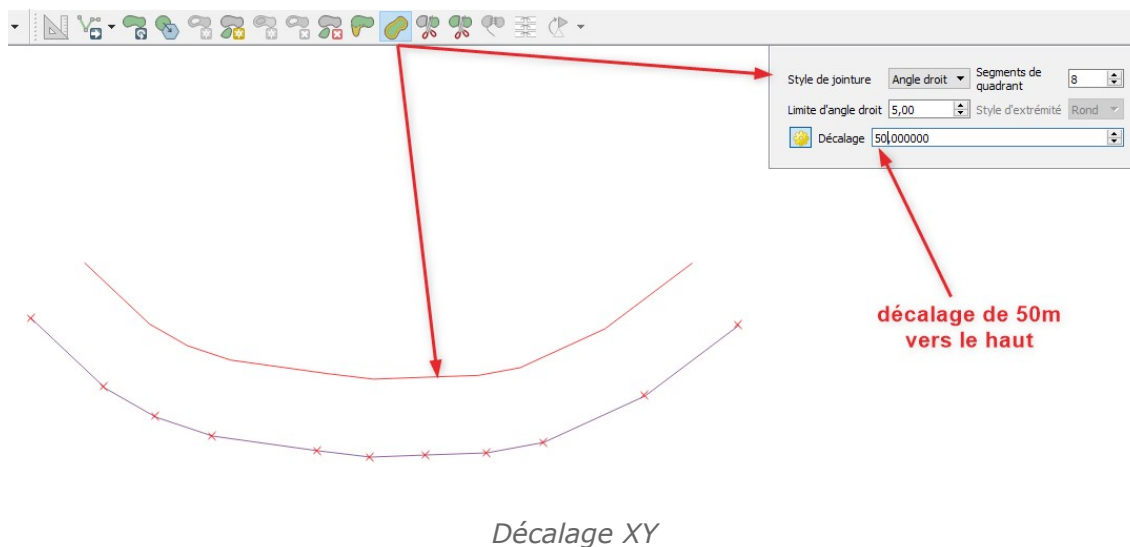 Style de jointure Angle droit Segments de quadrant 8
Limite d'angle droit 5,00 Style d'extrémité Rond
Décalage 50,000000
décalage de 50m
vers le haut
Décalage XY